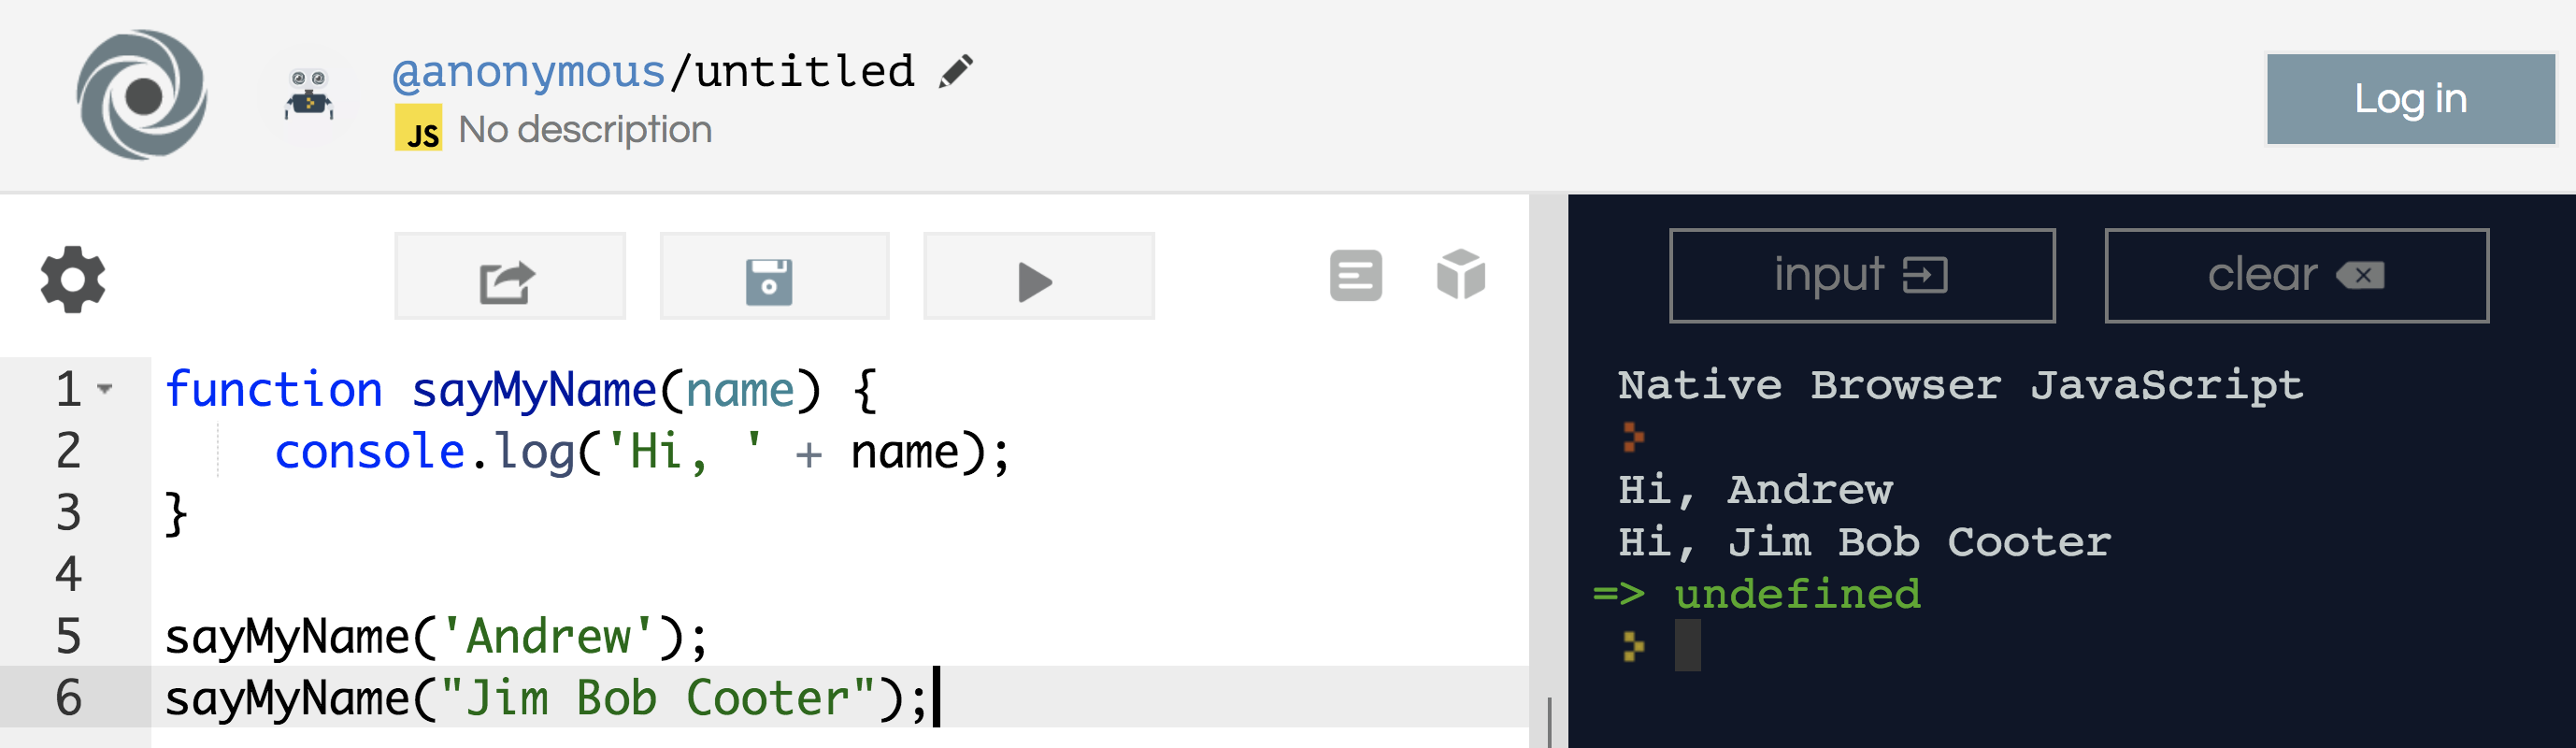 @anonymous/untitled
JS No description
Log in
input
clear
1 function sayMyName(name) {
2     console.log('Hi, ' + name);
3 }
4
5 sayMyName('Andrew');
6 sayMyName("Jim Bob Cooter");
Native Browser JavaScript
Hi, Andrew
Hi, Jim Bob Cooter
=> undefined